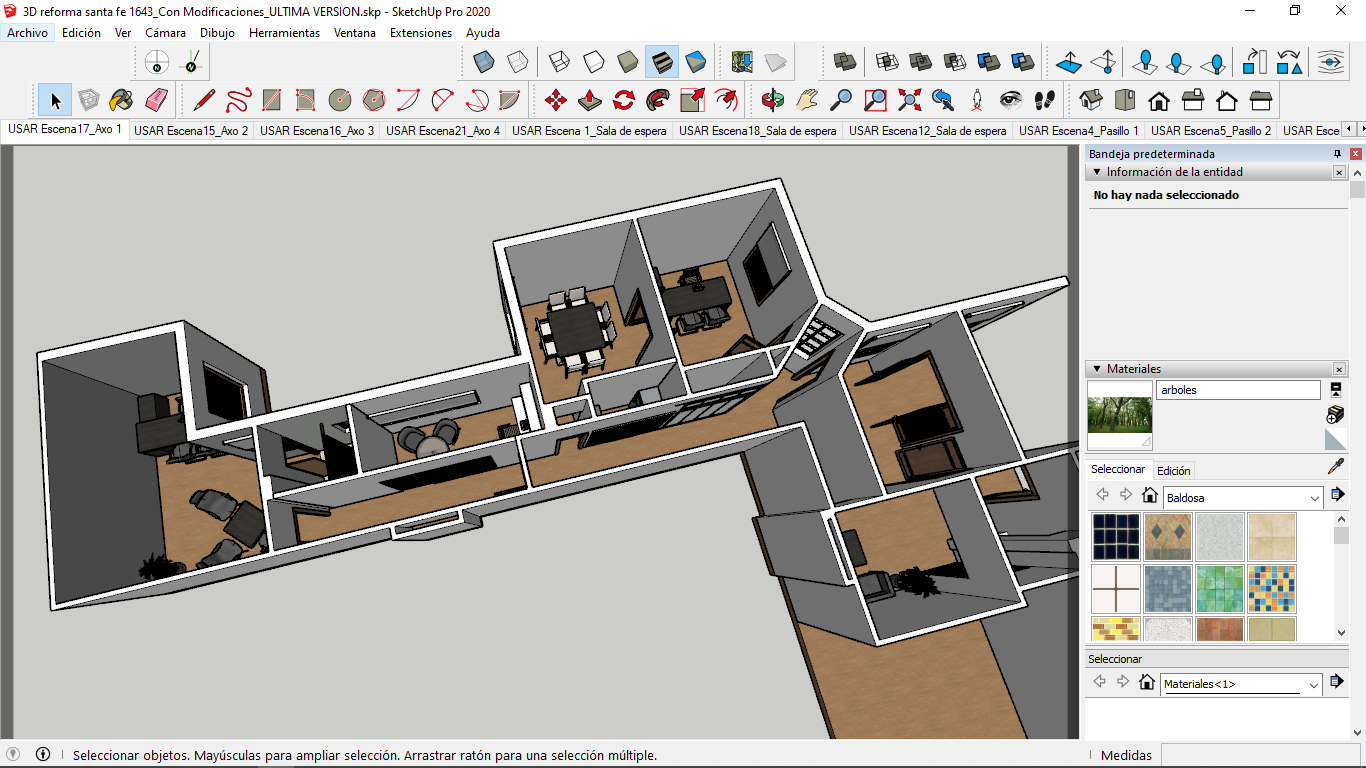 3D reforma santa fe 1643_Con Modificaciones_ULTIMA VERSION.skp - SketchUp Pro 2020
Archivo Edición Ver Cámara Dibujo Herramientas Ventana Extensiones Ayuda
USAR Escena17_Axo 1 USAR Escena15_Axo 2 USAR Escena16_Axo 3 USAR Escena21_Axo 4 USAR Escena 1_Sala de espera USAR Escena18_Sala de espera USAR Escena12_Sala de espera USAR Escena4_Pasillo 1 USAR Escena5_Pasillo 2 USAR Esce
Bandeja predeterminada
Información de la entidad
No hay nada seleccionado
Materiales
arboles
Seleccionar Edición
Baldosa
Seleccionar
Materiales<1>
Seleccionar objetos. Mayúsculas para ampliar selección. Arrastrar ratón para una selección múltiple.
Medidas